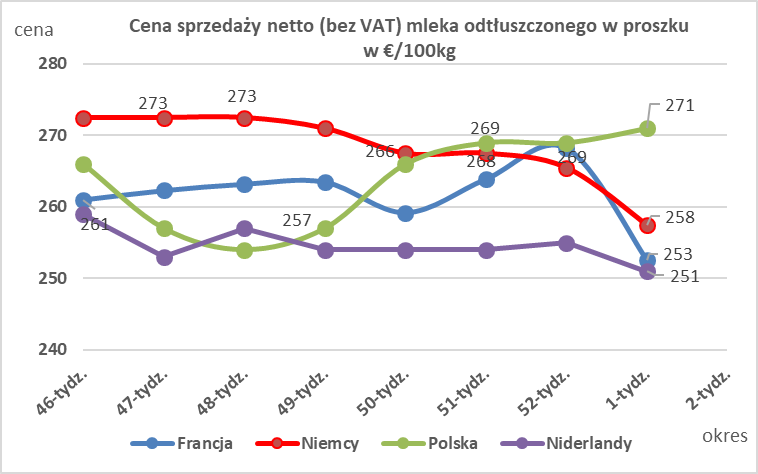 cena
Cena sprzedaży netto (bez VAT) mleka odtłuszczonego w proszku
w €/100kg
280
270
260
250
240
273
273
269
271
266
268
269
261
257
258
253
251
46-tydz.
47-tydz.
48-tydz.
49-tydz.
50-tydz.
51-tydz.
52-tydz.
1-tydz.
2-tydz.
okres
Francja
Niemcy
Polska
Niderlandy